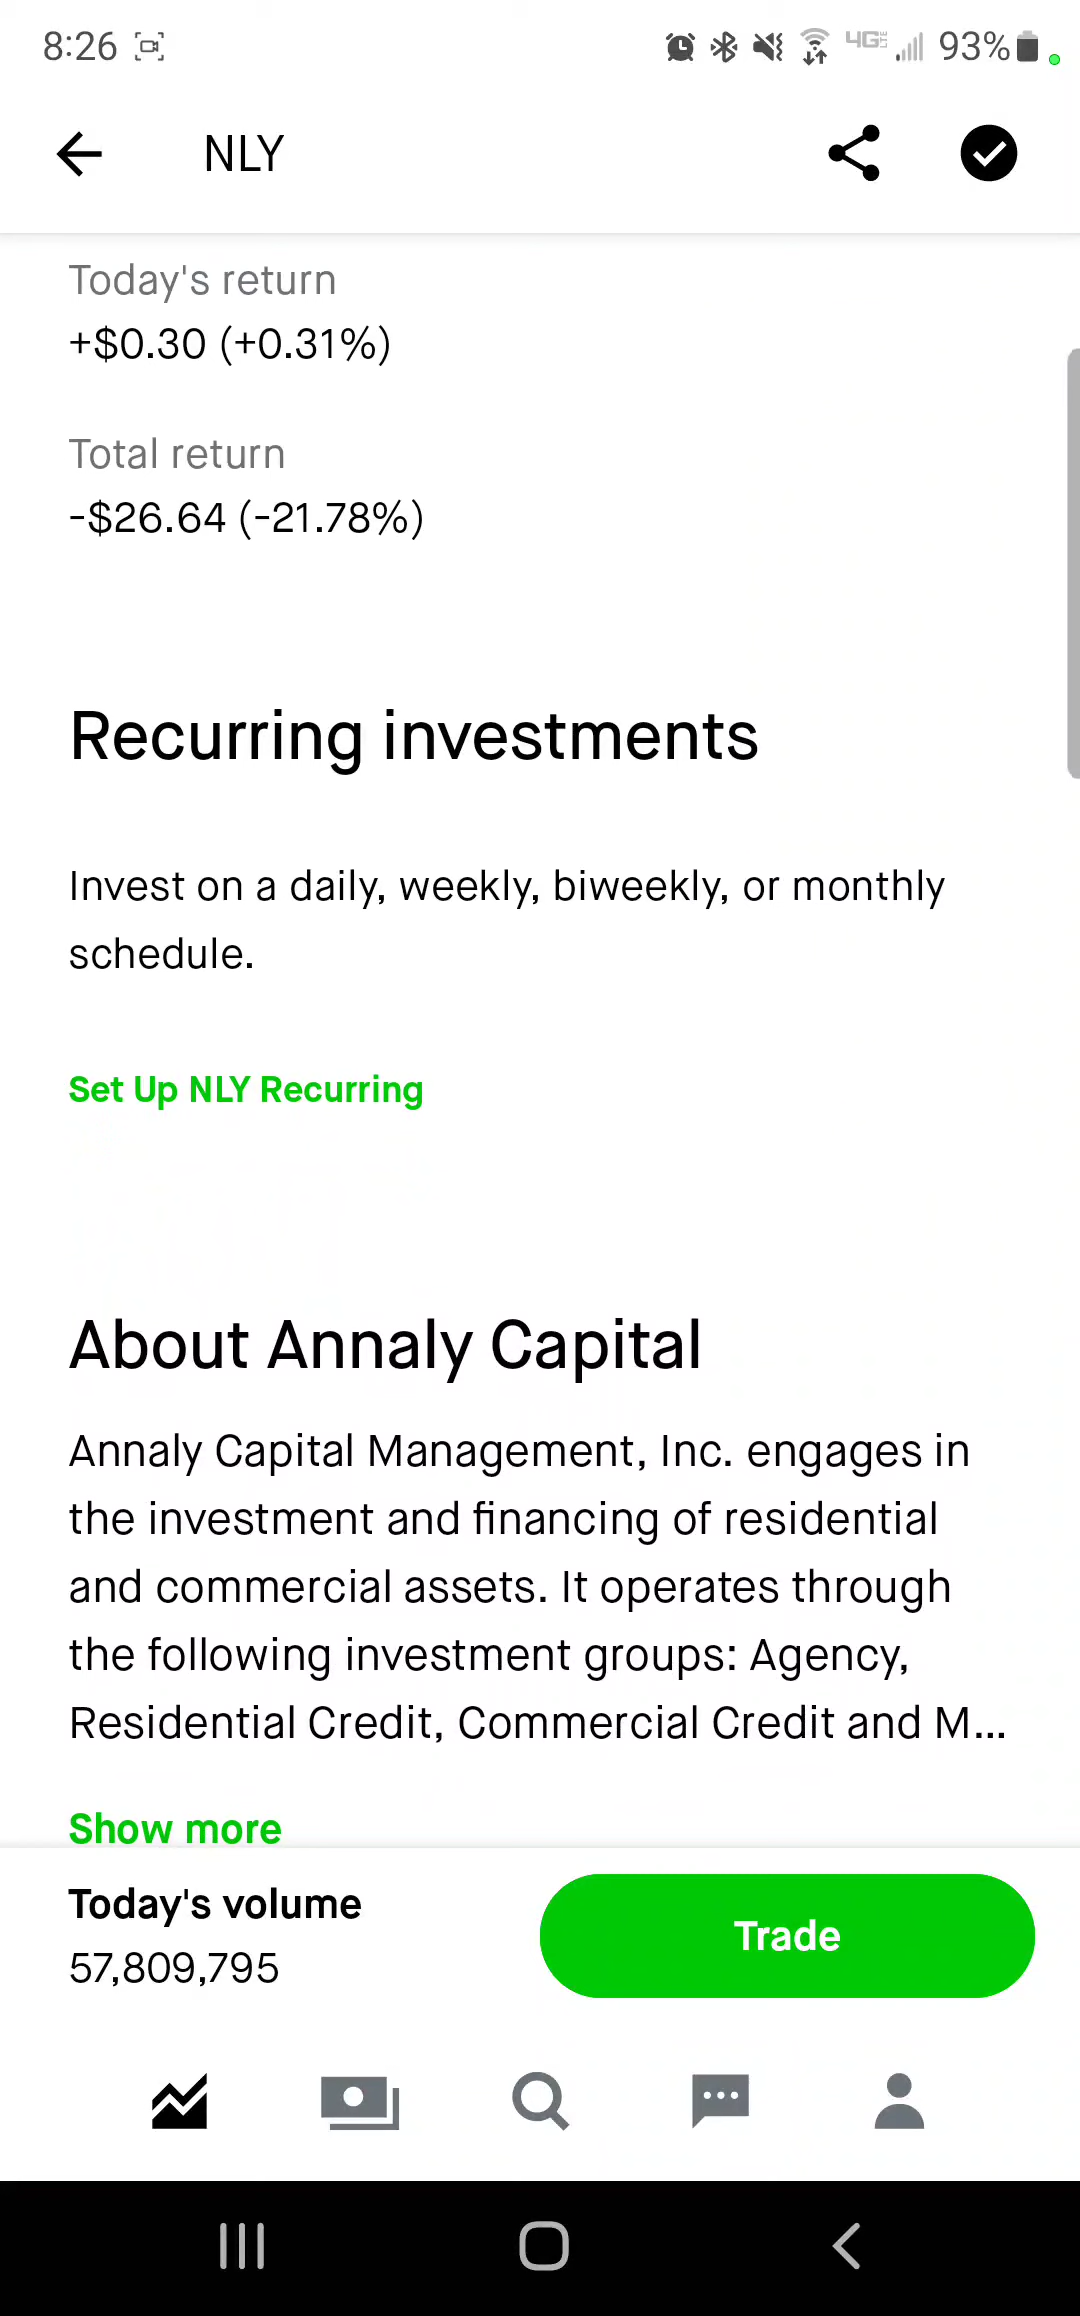 8:26
4G LTE 93%
NLY
Today's return
+$0.30 (+0.31%)
Total return
-$26.64 (-21.78%)
Recurring investments
Invest on a daily, weekly, biweekly, or monthly
schedule.
Set Up NLY Recurring
About Annaly Capital
Annaly Capital Management, Inc. engages in
the investment and financing of residential
and commercial assets. It operates through
the following investment groups: Agency,
Residential Credit, Commercial Credit and M...
Show more
Today's volume
57,809,795
Trade